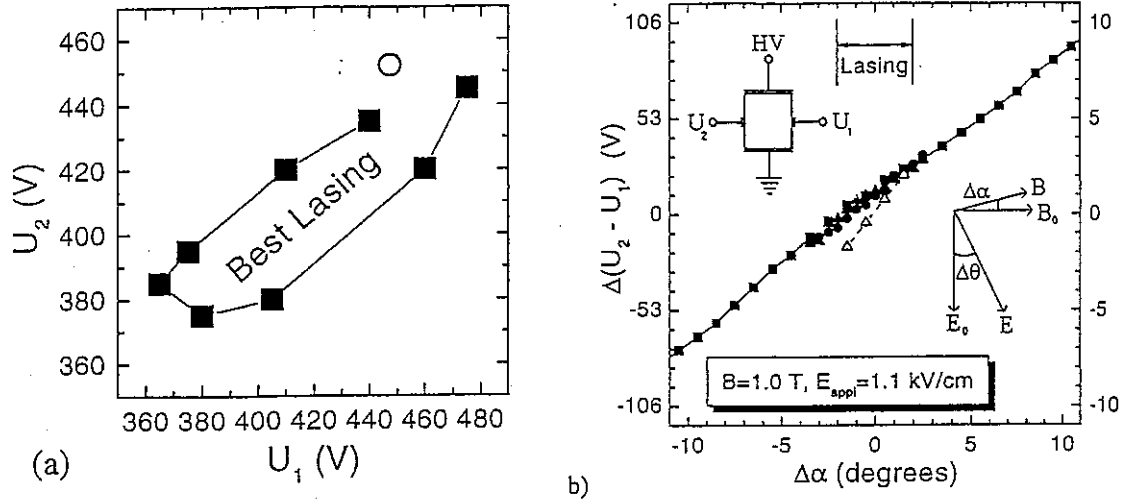 460
440
420
400
380
360
U2 (V)
Best Lasing
360 380 400 420 440 460 480
U1 (V)
(a)
106
53
0
-53
-106
Δ(U2 - U1) (V)
HV
U2
U1
Lasing
10
5
0
-5
-10
Δα
B
B0
Δθ
E0
E
B=1.0 T, Eappl=1.1 kV/cm
-10 -5 0 5 10
Δα (degrees)
b)